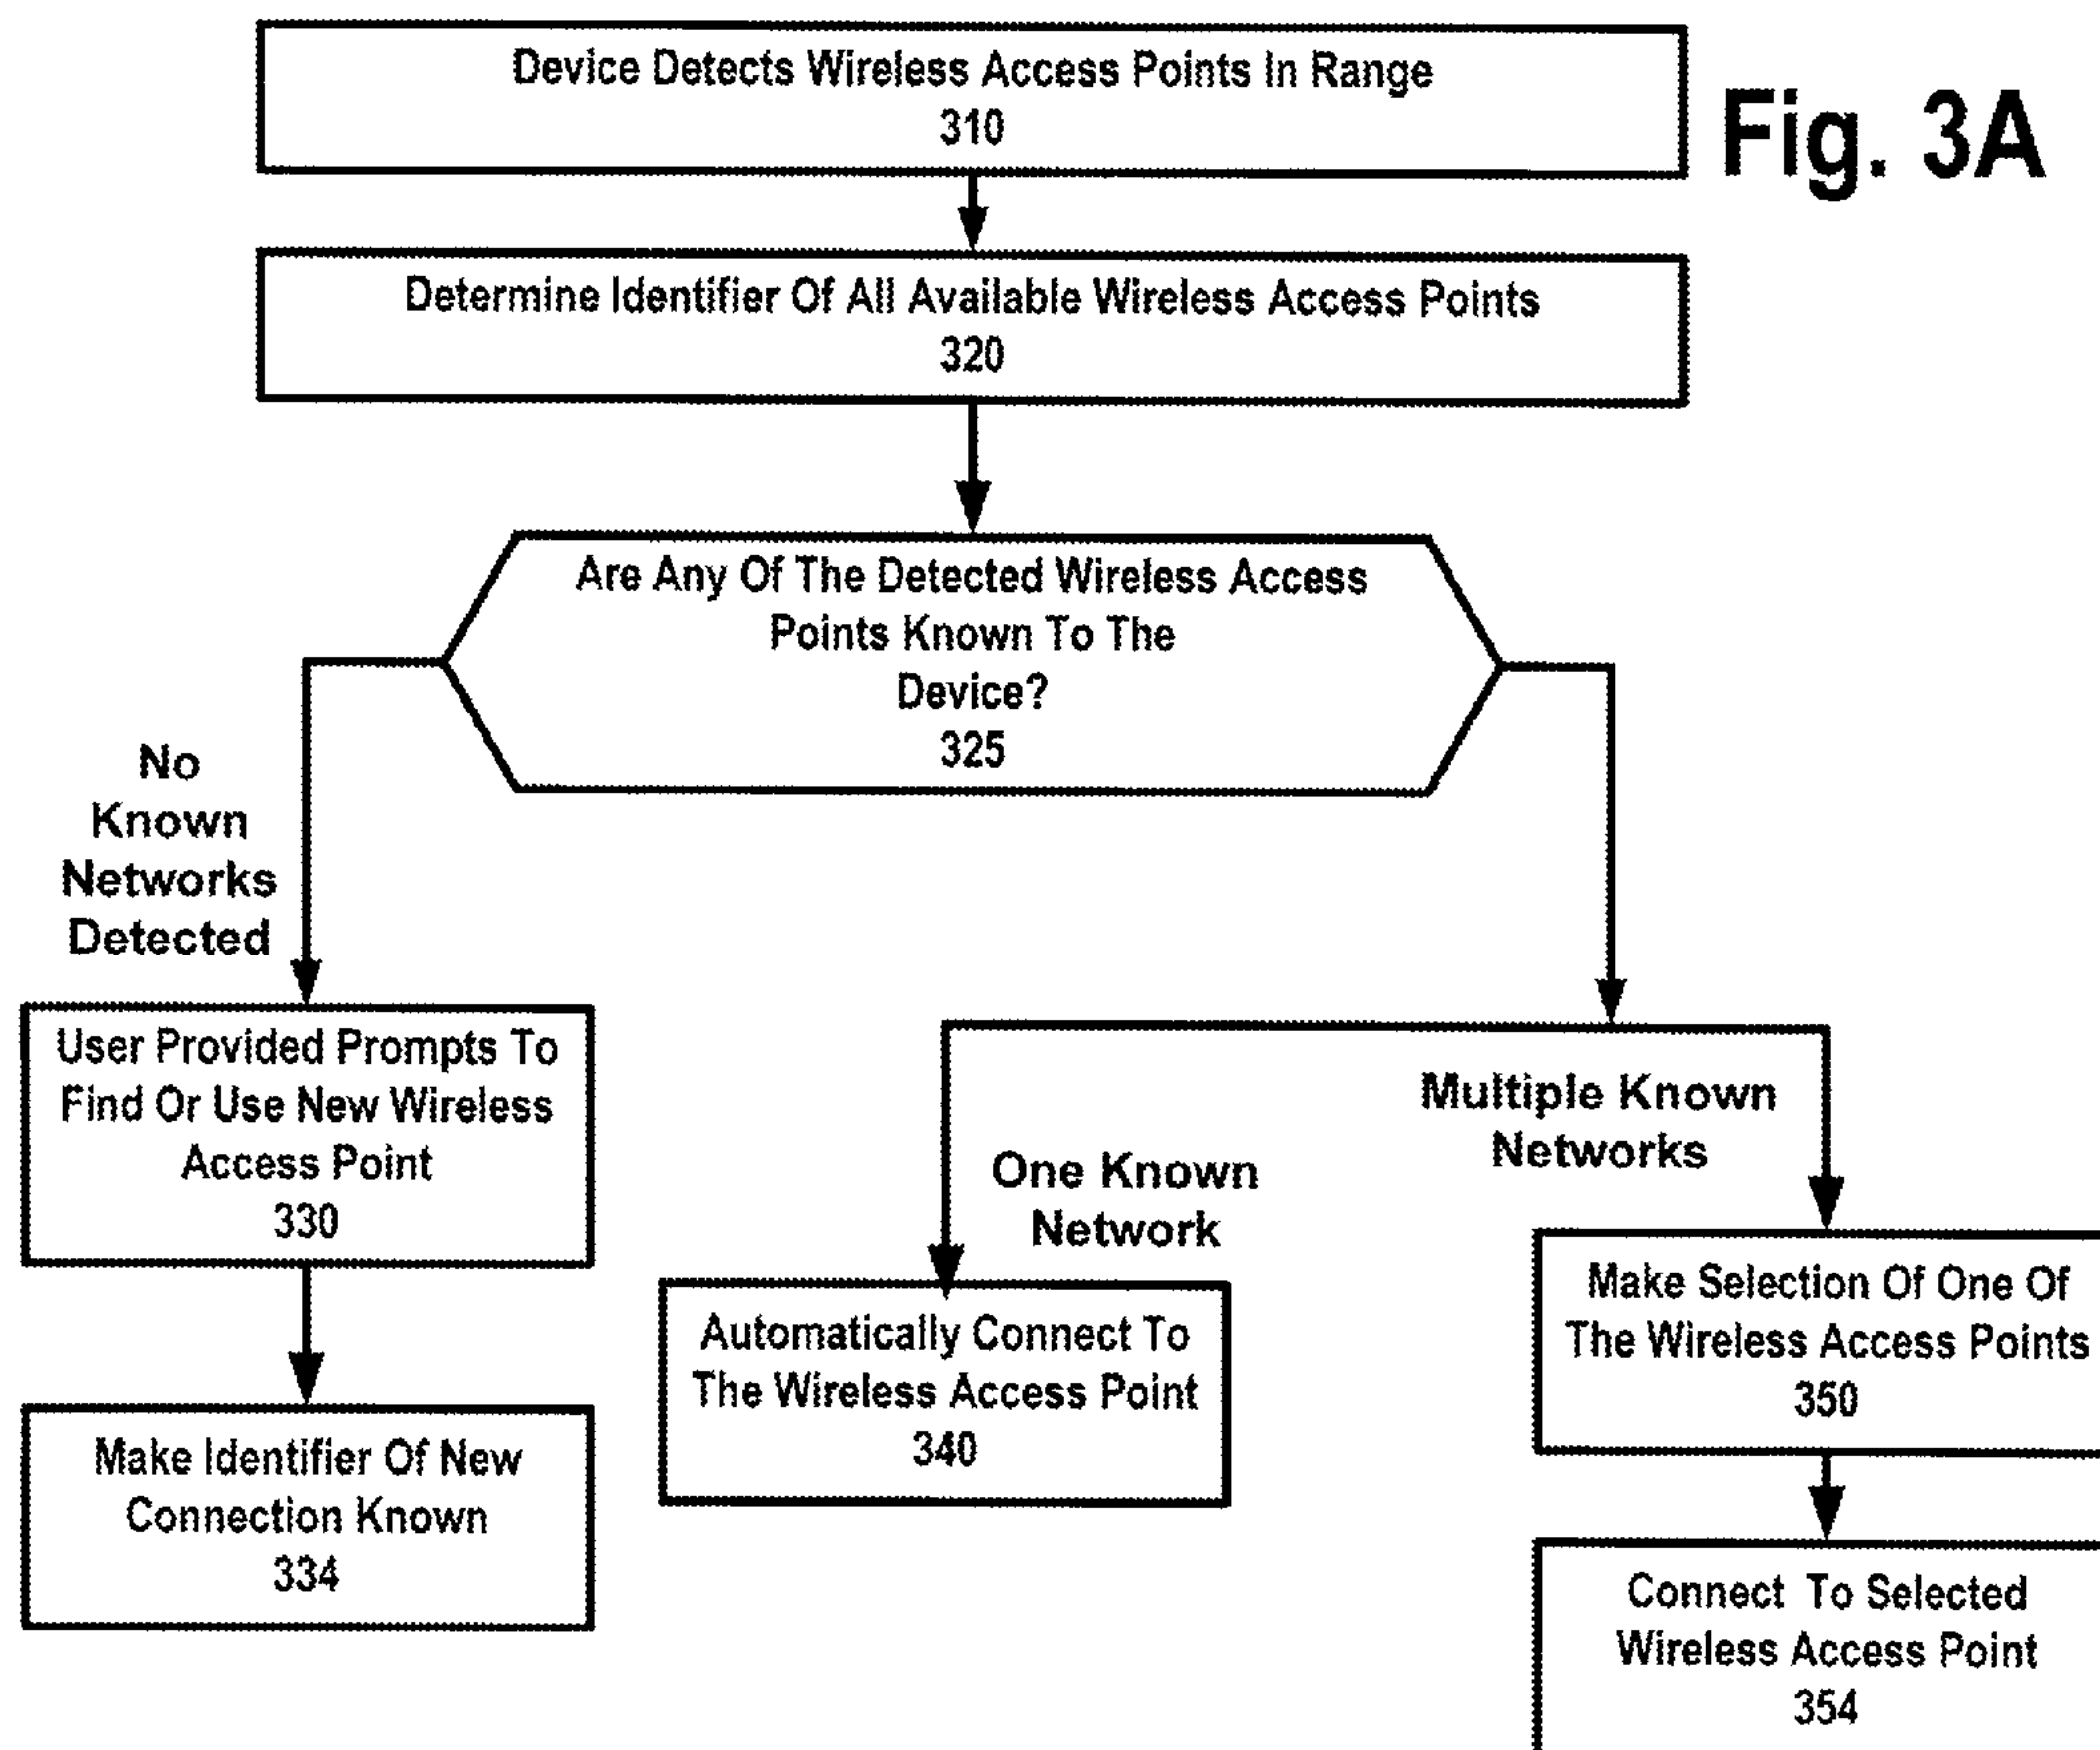 Device Detects Wireless Access Points In Range
310
Fig. 3A
Determine Identifier Of All Available Wireless Access Points
320
Are Any Of The Detected Wireless Access
Points Known To The
Device?
325
No
Known
Networks
Detected
User Provided Prompts To
Find Or Use New Wireless
Access Point
330
Make Identifier Of New
Connection Known
334
One Known
Network
Automatically Connect To
The Wireless Access Point
340
Multiple Known
Networks
Make Selection Of One Of
The Wireless Access Points
350
Connect To Selected
Wireless Access Point
354